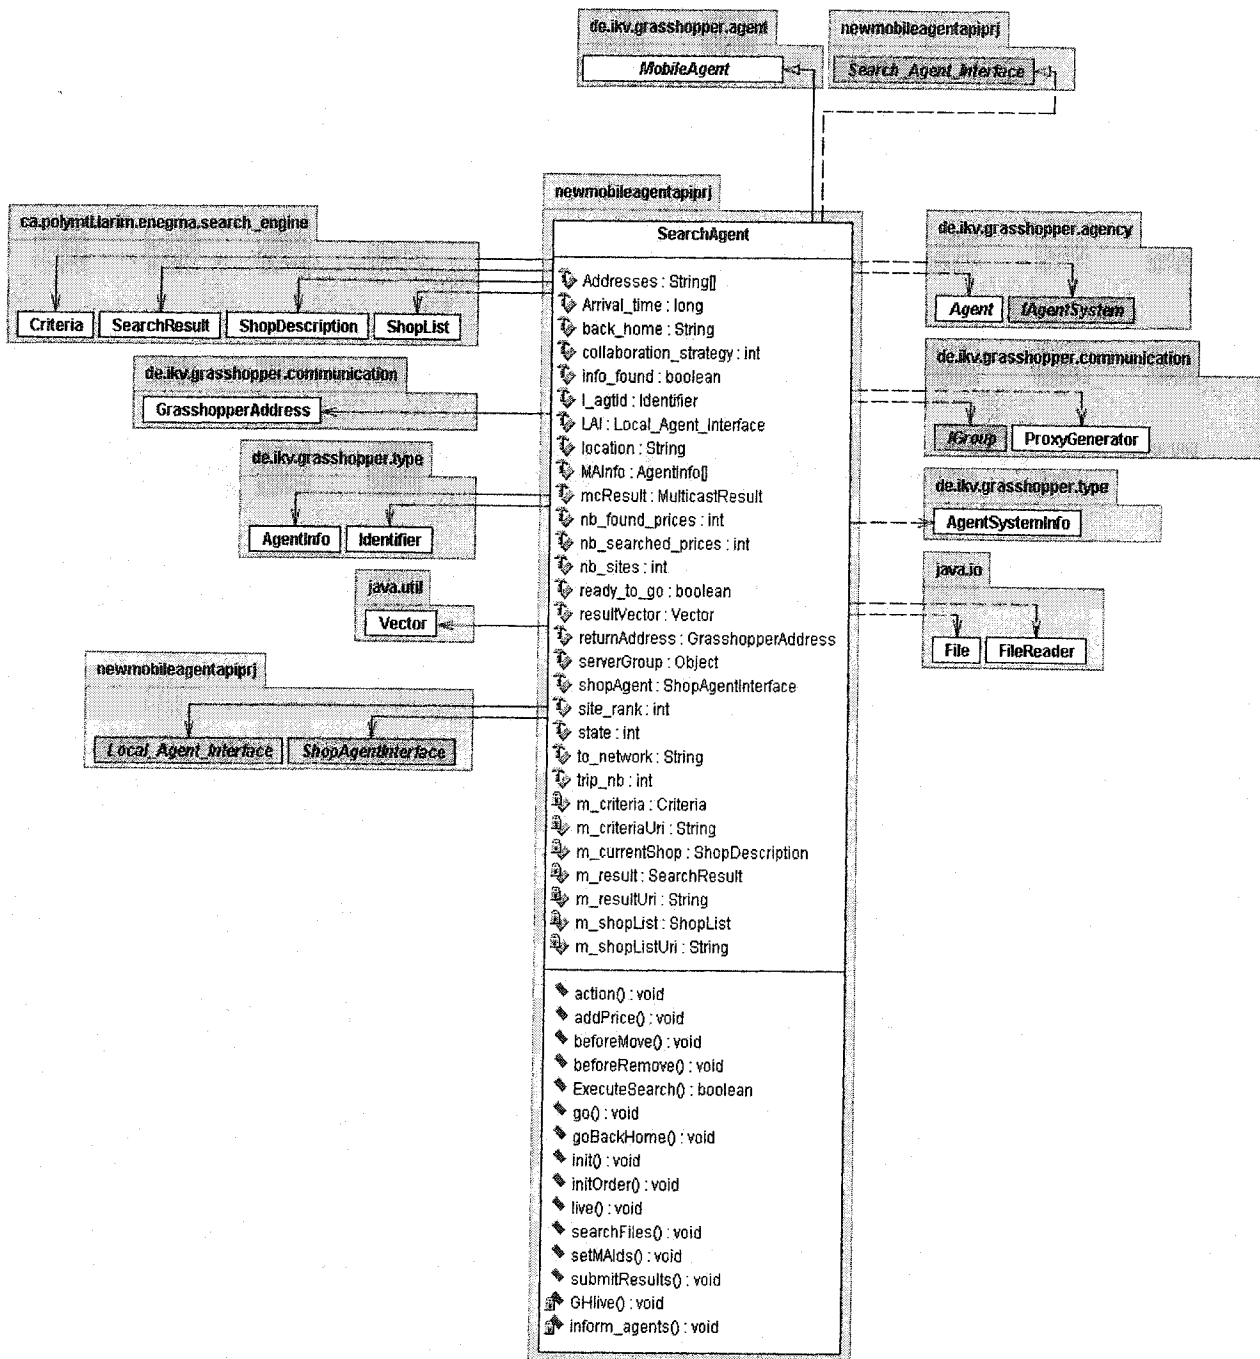 de.ikv.grasshopper.agent
MobileAgent
newmobileagentapiprj
Search_Agent_Interface
newmobileagentapiprj
SearchAgent
ca.polymtl.larim.enegma.search_engine
Criteria
SearchResult
ShopDescription
ShopList
de.ikv.grasshopper.communication
GrasshopperAddress
de.ikv.grasshopper.type
AgentInfo
Identifier
java.util
Vector
newmobileagentapiprj
Local_Agent_Interface
ShopAgentInterface
Addresses : String[]
Arrival_time : long
back_home : String
collaboration_strategy : int
info_found : boolean
l_agtId : Identifier
LAI : Local_Agent_Interface
location : String
MAInfo : AgentInfo[]
mcResult : MulticastResult
nb_found_prices : int
nb_searched_prices : int
nb_sites : int
ready_to_go : boolean
resultVector : Vector
returnAddress : GrasshopperAddress
serverGroup : Object
shopAgent : ShopAgentInterface
site_rank : int
state : int
to_network : String
trip_nb : int
m_criteria : Criteria
m_criteriaUri : String
m_currentShop : ShopDescription
m_result : SearchResult
m_resultUri : String
m_shopList : ShopList
m_shopListUri : String
action() : void
addPrice() : void
beforeMove() : void
beforeRemove() : void
ExecuteSearch() : boolean
go() : void
goBackHome() : void
init() : void
initOrder() : void
live() : void
searchFiles() : void
setMAIds() : void
submitResults() : void
GHlive() : void
inform_agents() : void
de.ikv.grasshopper.agency
Agent
IAgentSystem
de.ikv.grasshopper.communication
IGroup
ProxyGenerator
de.ikv.grasshopper.type
AgentSystemInfo
java.io
File
FileReader